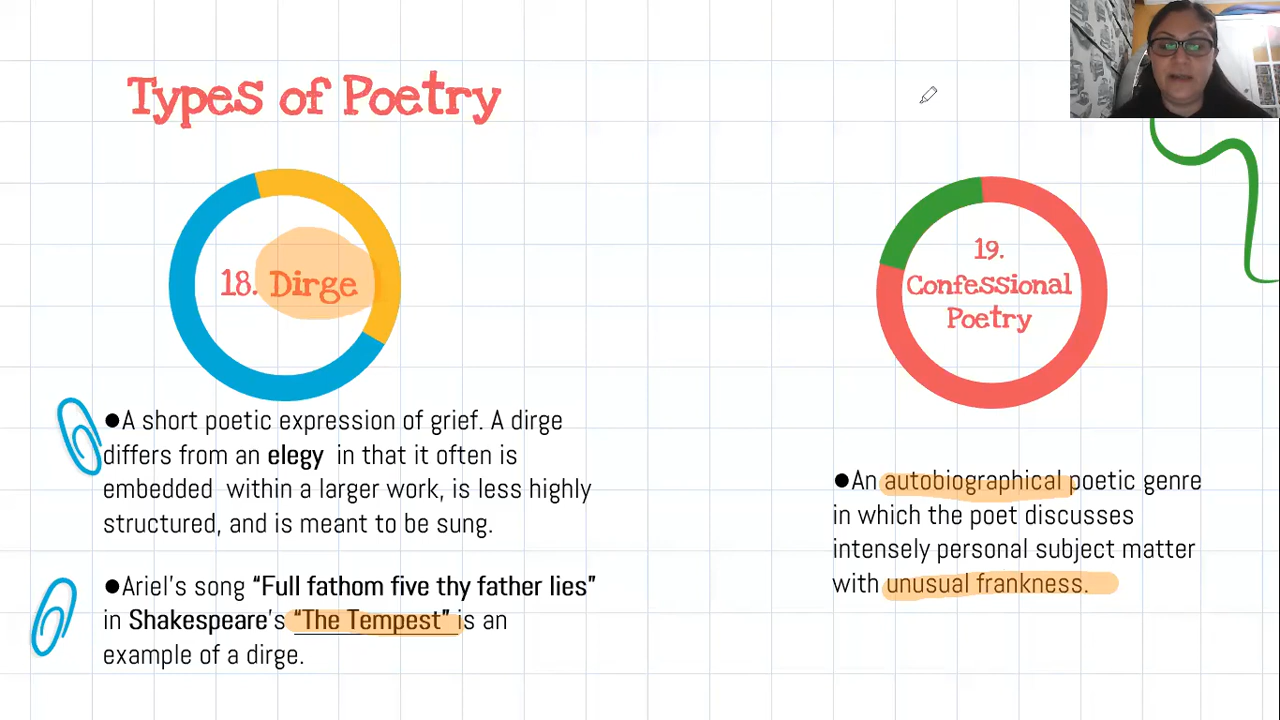 Types of Poetry
18. Dirge
●A short poetic expression of grief. A dirge
differs from an elegy in that it often is
embedded within a larger work, is less highly
structured, and is meant to be sung.
●Ariel's song “Full fathom five thy father lies”
in Shakespeare's “The Tempest” is an
example of a dirge.
19.
Confessional
Poetry
●An autobiographical poetic genre
in which the poet discusses
intensely personal subject matter
with unusual frankness.